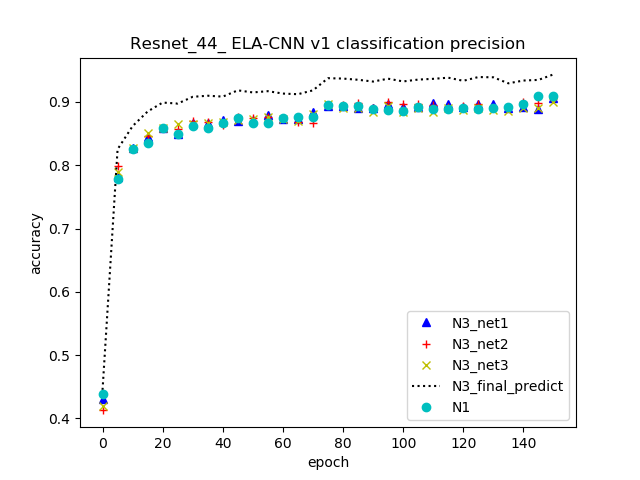 Resnet_44_ ELA-CNN v1 classification precision
accuracy
0.9
0.8
0.7
0.6
0.5
0.4
N3_net1
N3_net2
N3_net3
N3_final_predict
N1
0 20 40 60 80 100 120 140
epoch